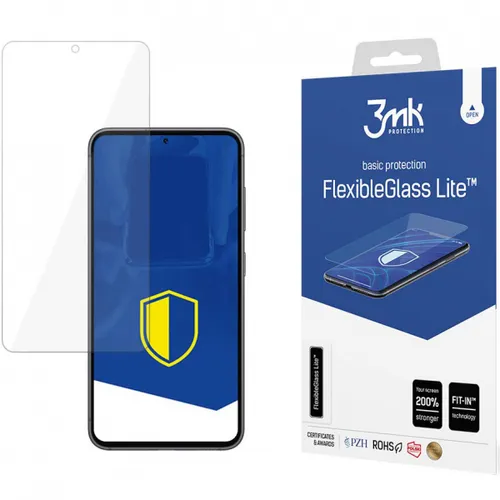 OPEN
3mk
PROTECTION
basic protection
FlexibleGlass Lite™
FlexibleGlass Lite™
Your screen
200%
stronger
FIT-IN™
technology
CERTIFICATES
& AWARDS
PZH
ROHS